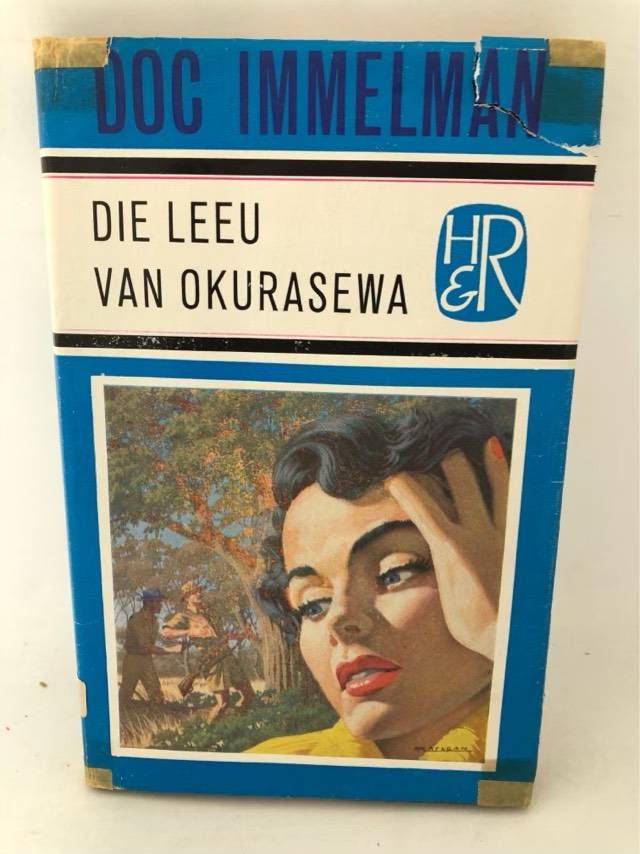 DOC IMMELMAN
DIE LEEU
VAN OKURASEWA
H&R